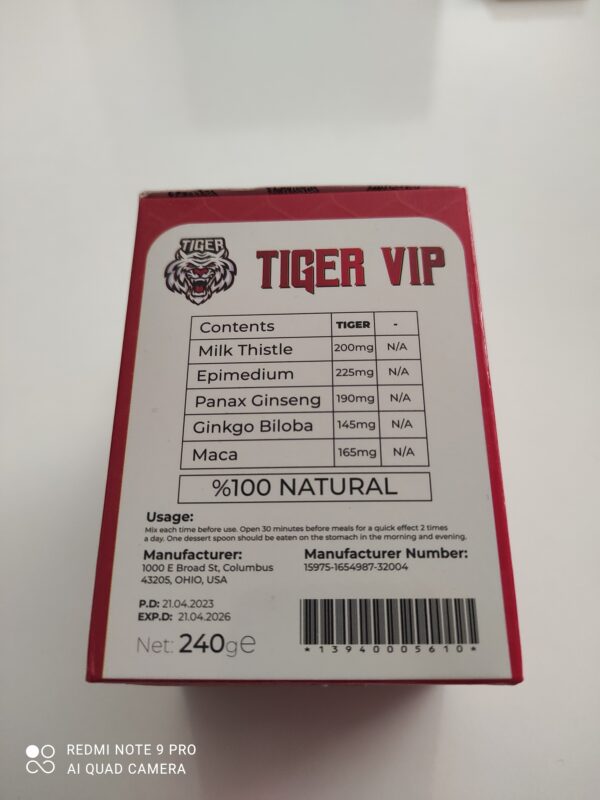 TIGER
TIGER VIP
Contents TIGER -
Milk Thistle 200mg N/A
Epimedium 225mg N/A
Panax Ginseng 190mg N/A
Ginkgo Biloba 145mg N/A
Maca 165mg N/A
%100 NATURAL
Usage:
Mix each time before use. Open 30 minutes before meals for a quick effect 2 times
a day. One dessert spoon should be eaten on the stomach in the morning and evening.
Manufacturer:
1000 E Broad St, Columbus
43205, OHIO, USA
Manufacturer Number:
15975-1654987-32004
P.D: 21.04.2023
EXP.D: 21.04.2026
Net: 240g℮
*13940005610*
REDMI NOTE 9 PRO
AI QUAD CAMERA